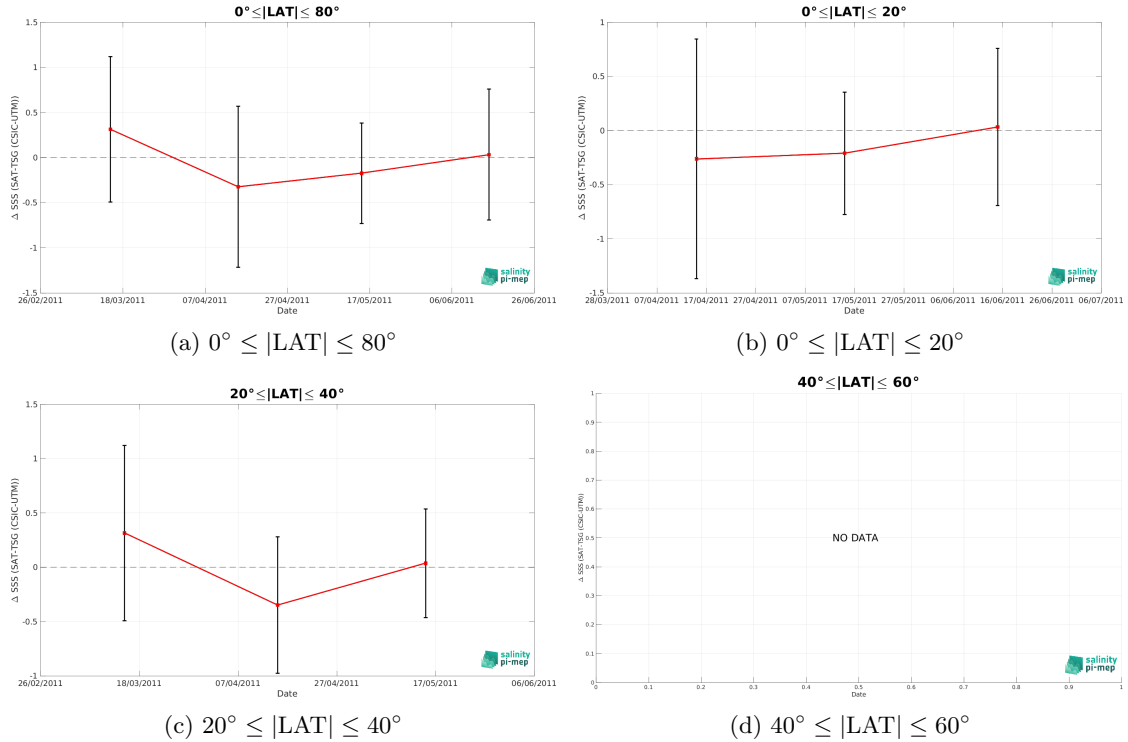 0°≤|LAT|≤ 80°
1.5
1
0.5
0
-0.5
-1
-1.5
Δ SSS (SAT-TSG (CSIC-UTM))
26/02/2011 18/03/2011 07/04/2011 27/04/2011 17/05/2011 06/06/2011 26/06/2011
Date
salinity
pi-mep
(a) 0° ≤ |LAT| ≤ 80°
0°≤|LAT|≤ 20°
1
0.5
0
-0.5
-1
-1.5
Δ SSS (SAT-TSG (CSIC-UTM))
28/03/2011 07/04/2011 17/04/2011 27/04/2011 07/05/2011 17/05/2011 27/05/2011 06/06/2011 16/06/2011 26/06/2011 06/07/2011
Date
salinity
pi-mep
(b) 0° ≤ |LAT| ≤ 20°
20°≤|LAT|≤ 40°
1.5
1
0.5
0
-0.5
-1
Δ SSS (SAT-TSG (CSIC-UTM))
26/02/2011 18/03/2011 07/04/2011 27/04/2011 17/05/2011 06/06/2011
Date
salinity
pi-mep
(c) 20° ≤ |LAT| ≤ 40°
40°≤|LAT|≤ 60°
1
0.9
0.8
0.7
0.6
0.5
0.4
0.3
0.2
0.1
0
Δ SSS (SAT-TSG (CSIC-UTM))
NO DATA
0 0.1 0.2 0.3 0.4 0.5 0.6 0.7 0.8 0.9 1
Date
salinity
pi-mep
(d) 40° ≤ |LAT| ≤ 60°